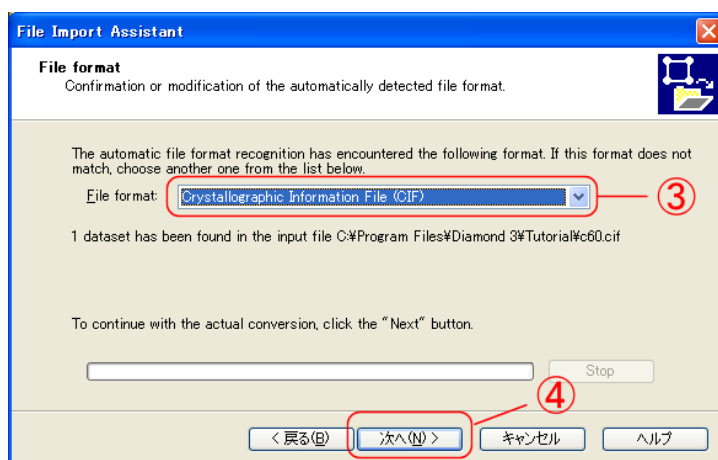 File Import Assistant
File format
Confirmation or modification of the automatically detected file format.
The automatic file format recognition has encountered the following format. If this format does not
match, choose another one from the list below.
File format: Crystallographic Information File (CIF)
③
1 dataset has been found in the input file C:¥Program Files¥Diamond 3¥Tutorial¥c60.cif
To continue with the actual conversion, click the "Next" button.
Stop
④
< 戻る(B) 次へ(N) > キャンセル ヘルプ